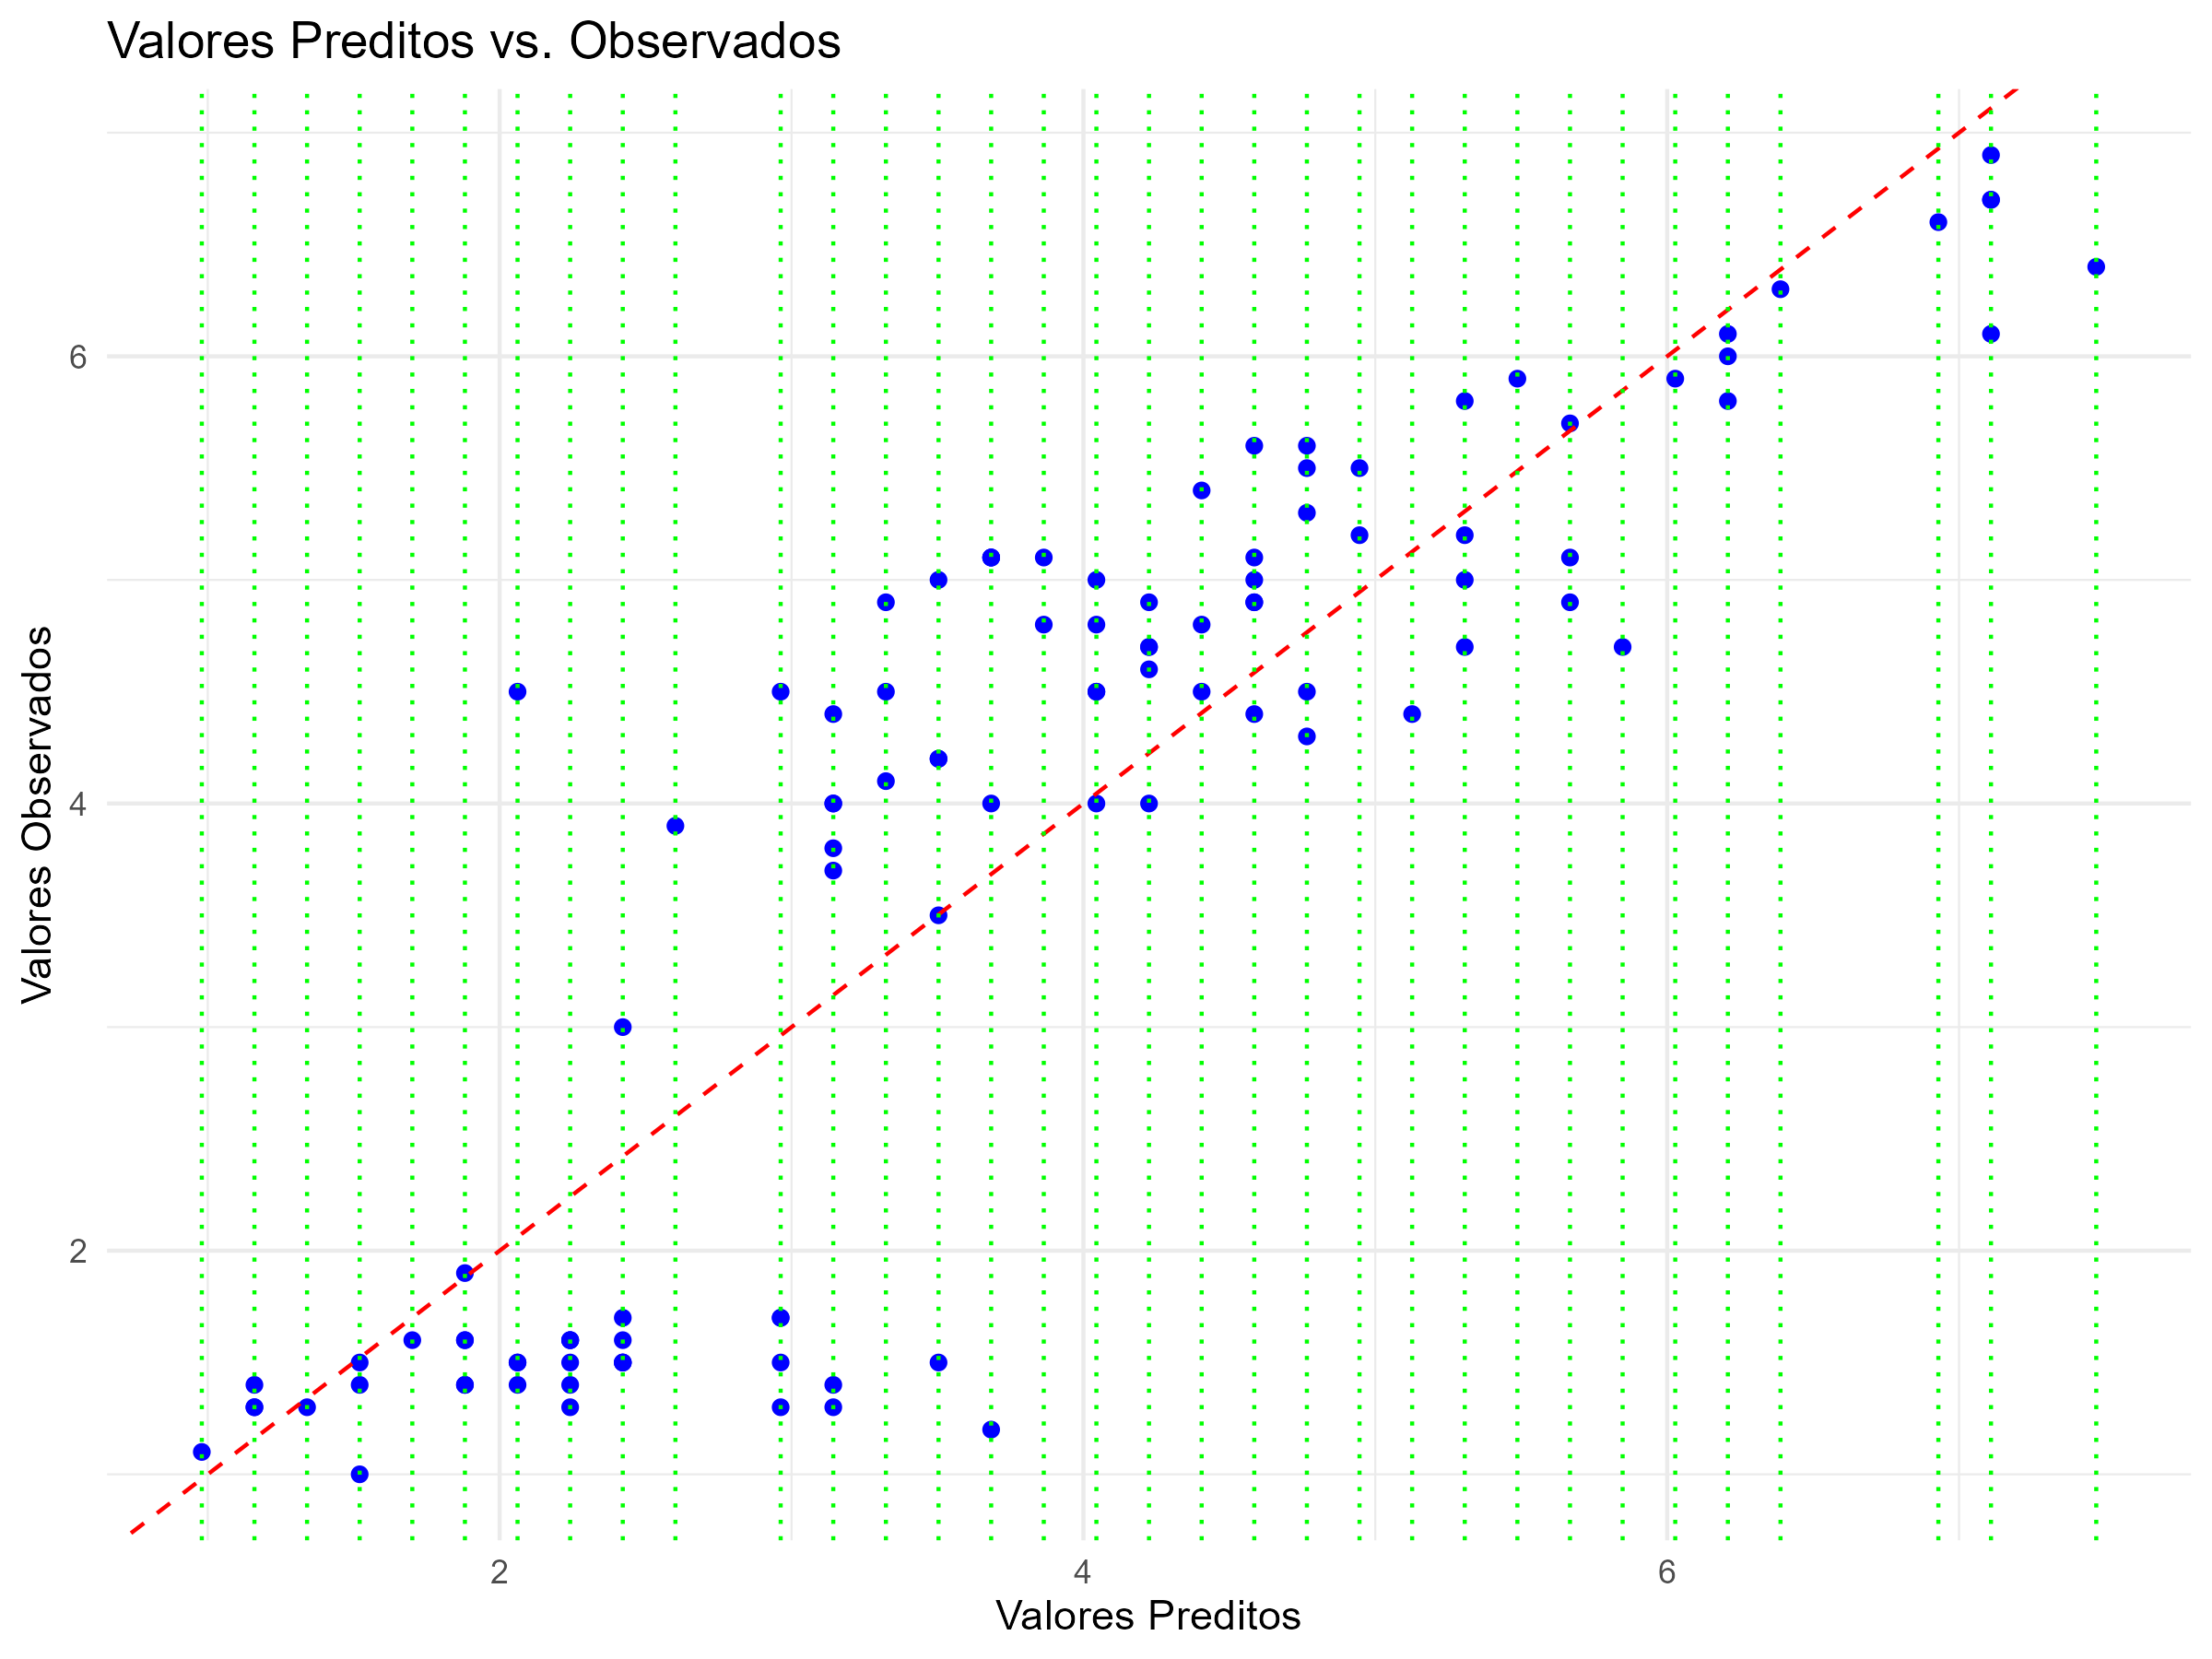 Valores Preditos vs. Observados
Valores Observados
6
4
2
2 4 6
Valores Preditos